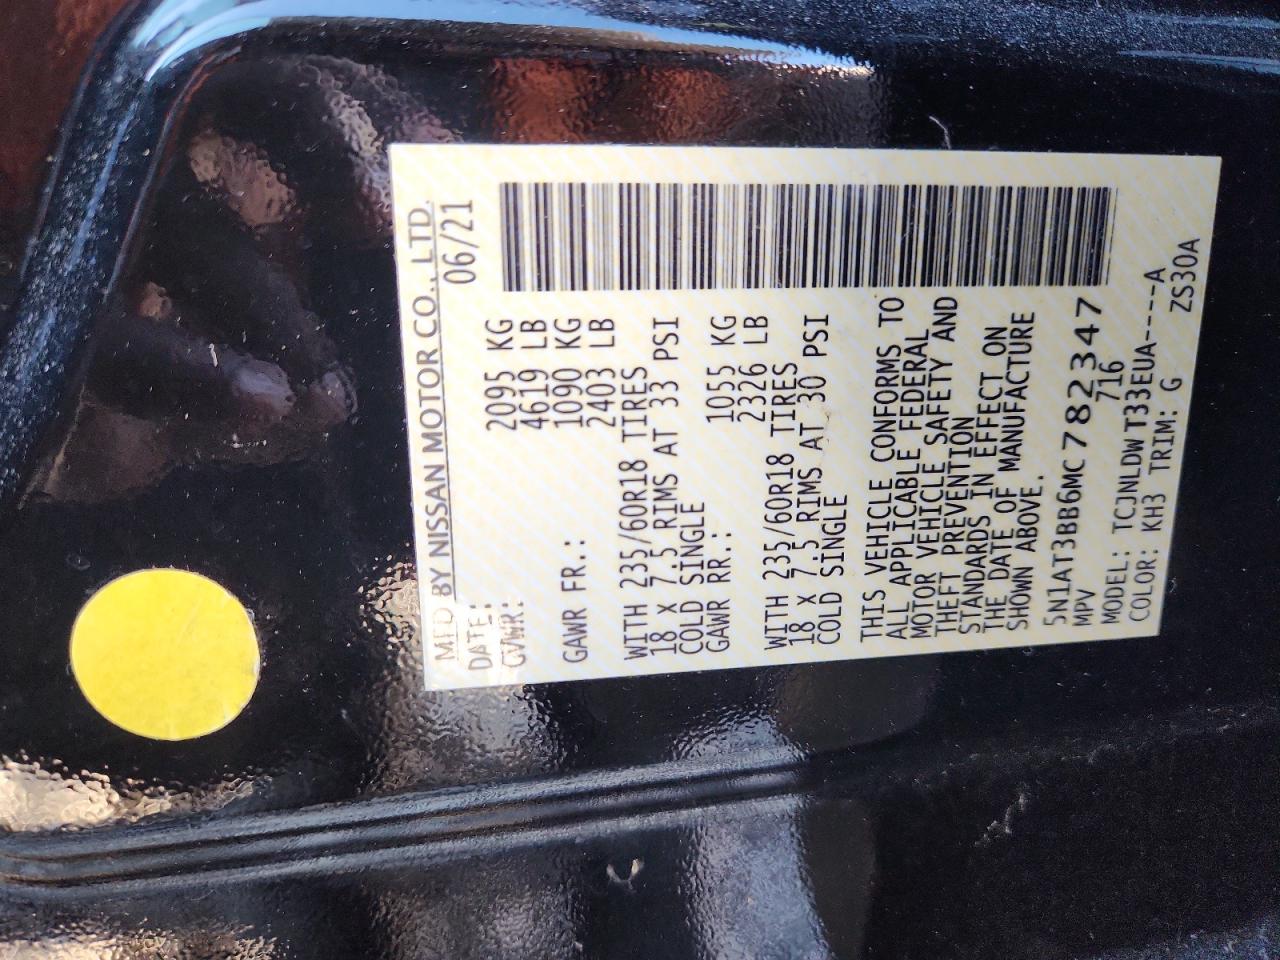 MFD BY NISSAN MOTOR CO., LTD.
DATE: 06/21
GVWR: 2095 KG
4619 LB
GAWR FR.: 1090 KG
2403 LB
WITH 235/60R18 TIRES
18 X 7.5 RIMS AT 33 PSI
COLD SINGLE
GAWR RR.: 1055 KG
2326 LB
WITH 235/60R18 TIRES
18 X 7.5 RIMS AT 30 PSI
COLD SINGLE
THIS VEHICLE CONFORMS TO
ALL APPLICABLE FEDERAL
MOTOR VEHICLE SAFETY AND
THEFT PREVENTION
STANDARDS IN EFFECT ON
THE DATE OF MANUFACTURE
SHOWN ABOVE.
5N1AT3BB6MC782347
MPV 716
MODEL: TCJNLDWT33EUA-----A
COLOR: KH3 TRIM: G ZS30A